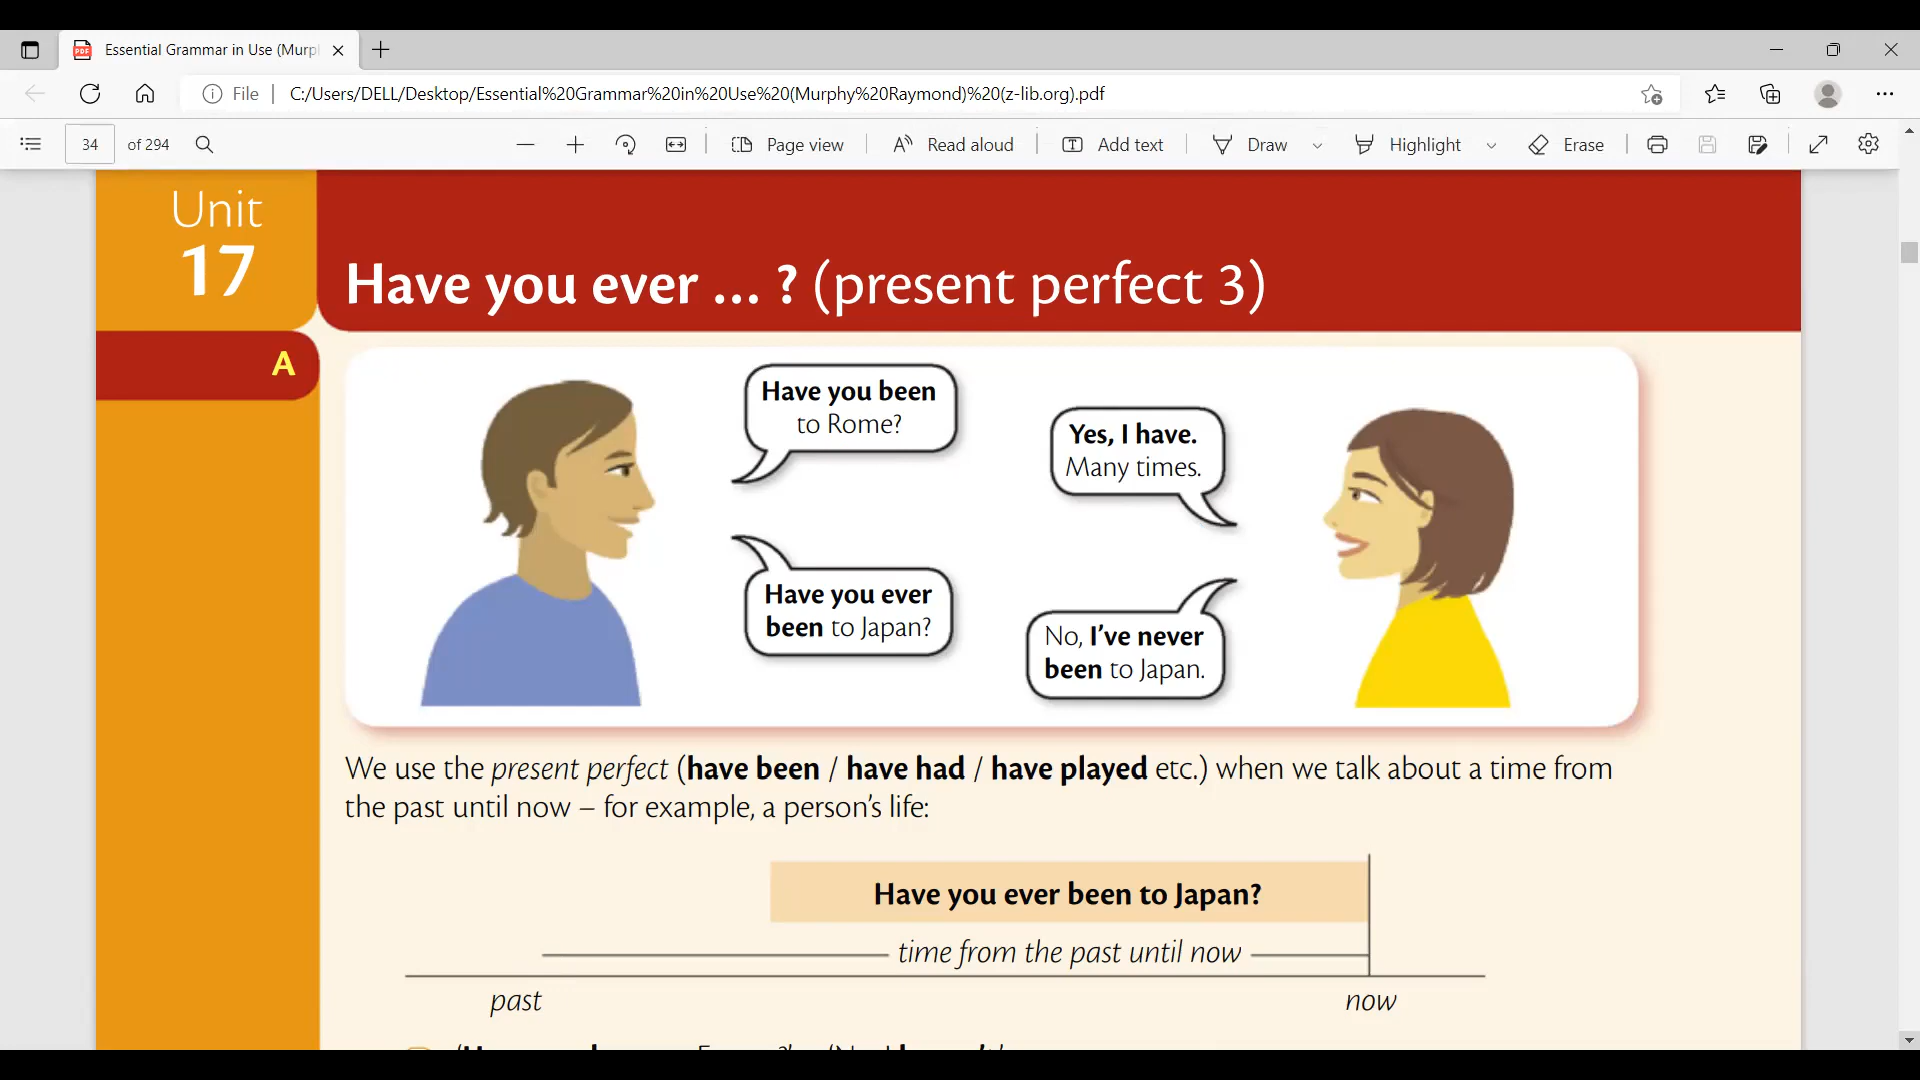 Essential Grammar in Use (Murp
File
C:/Users/DELL/Desktop/Essential%20Grammar%20in%20Use%20(Murphy%20Raymond)%20(z-lib.org).pdf
34 of 294
Page view
Read aloud
Add text
Draw
Highlight
Erase
Unit
17
Have you ever ... ? (present perfect 3)
A
Have you been
to Rome?
Yes, I have.
Many times.
Have you ever
been to Japan?
No, I've never
been to Japan.
We use the present perfect (have been / have had / have played etc.) when we talk about a time from
the past until now – for example, a person's life:
Have you ever been to Japan?
time from the past until now
past
now